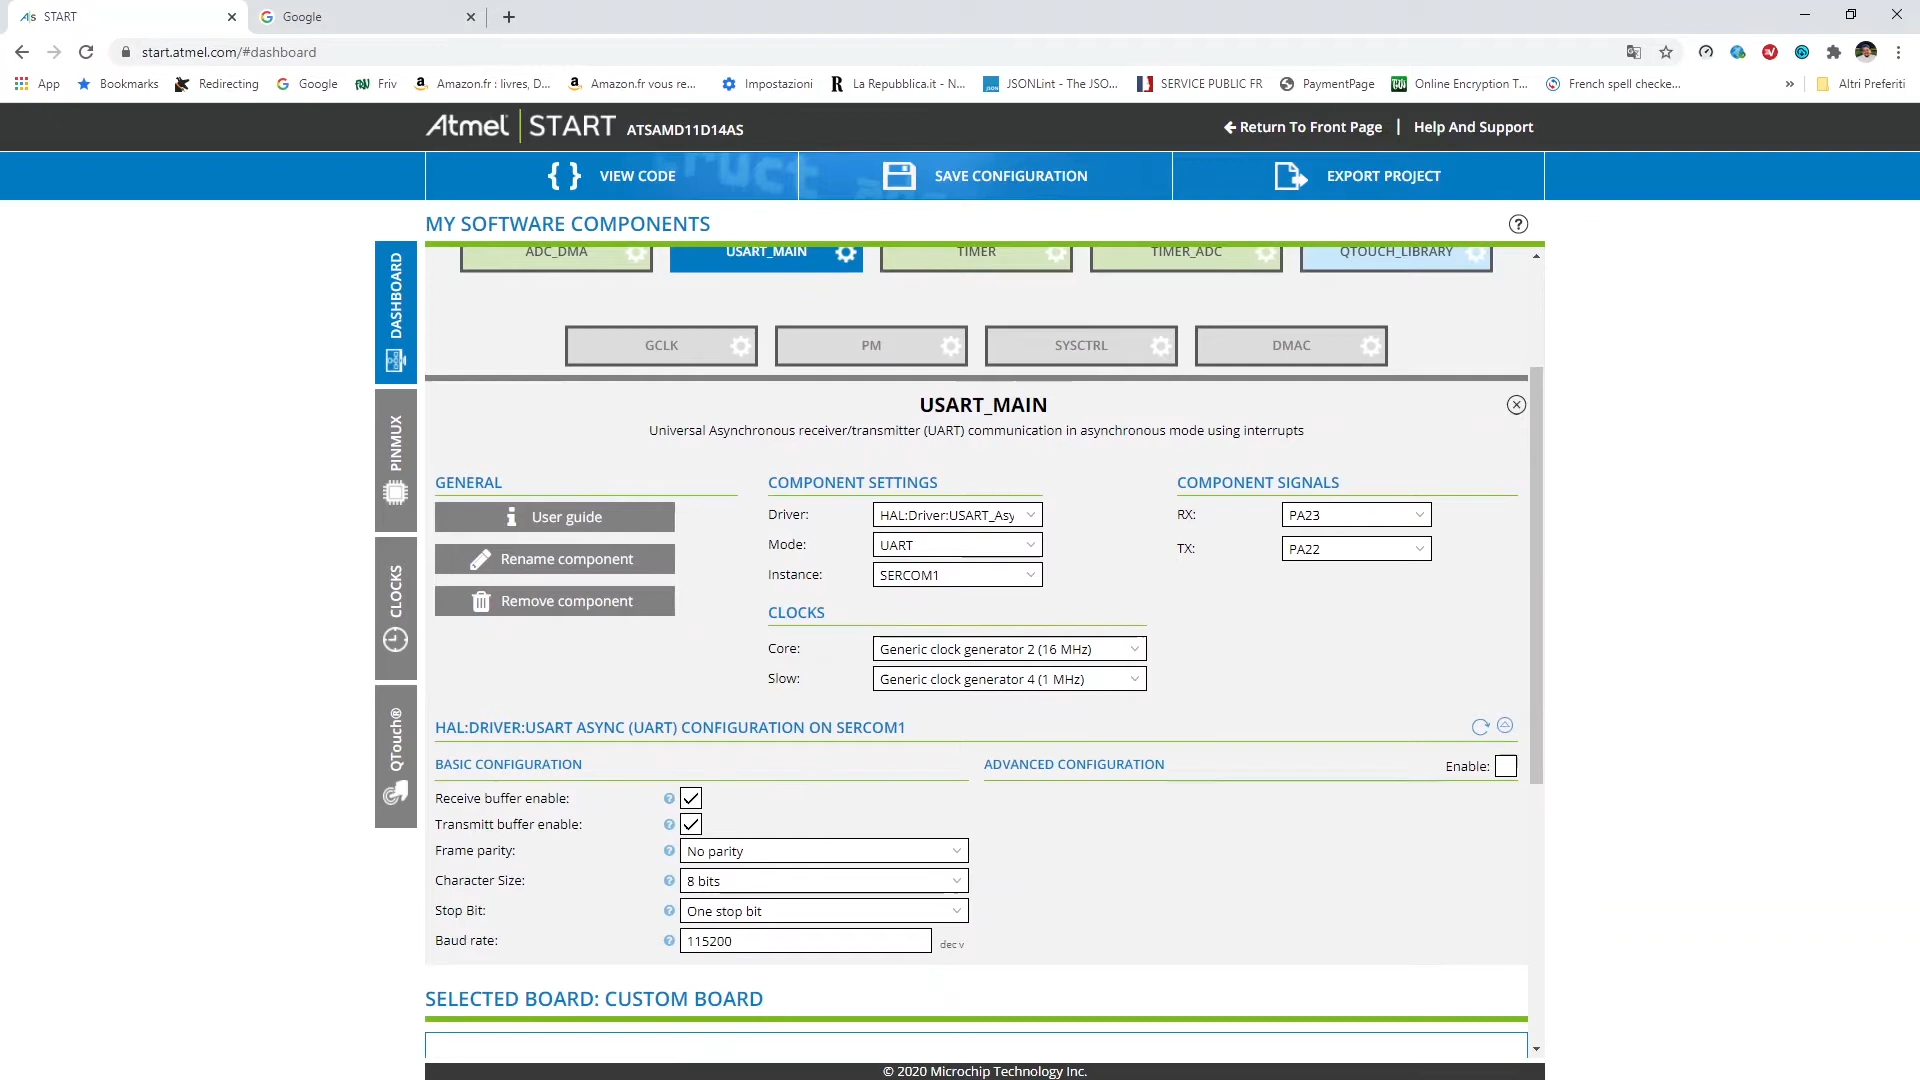 START
Google
start.atmel.com/#dashboard
App
Bookmarks
Redirecting
Google
Friv
Amazon.fr : livres, D...
Amazon.fr vous re...
Impostazioni
La Repubblica.it - N...
JSONLint - The JSO...
SERVICE PUBLIC FR
PaymentPage
Online Encryption T...
French spell checke...
»
Altri Preferiti
Atmel START ATSAMD11D14AS
Return To Front Page | Help And Support
{ } VIEW CODE
SAVE CONFIGURATION
EXPORT PROJECT
MY SOFTWARE COMPONENTS
?
DASHBOARD
PINMUX
CLOCKS
QTouch®
ADC_DMA
USART_MAIN
TIMER
TIMER_ADC
QTOUCH_LIBRARY
GCLK
PM
SYSCTRL
DMAC
USART_MAIN
Universal Asynchronous receiver/transmitter (UART) communication in asynchronous mode using interrupts
GENERAL
User guide
Rename component
Remove component
COMPONENT SETTINGS
Driver: HAL:Driver:USART_Asy
Mode: UART
Instance: SERCOM1
CLOCKS
Core: Generic clock generator 2 (16 MHz)
Slow: Generic clock generator 4 (1 MHz)
COMPONENT SIGNALS
RX: PA23
TX: PA22
HAL:DRIVER:USART ASYNC (UART) CONFIGURATION ON SERCOM1
BASIC CONFIGURATION
Receive buffer enable: ?
Transmitt buffer enable: ?
Frame parity: ? No parity
Character Size: ? 8 bits
Stop Bit: ? One stop bit
Baud rate: ? 115200 dec v
ADVANCED CONFIGURATION
Enable:
SELECTED BOARD: CUSTOM BOARD
© 2020 Microchip Technology Inc.